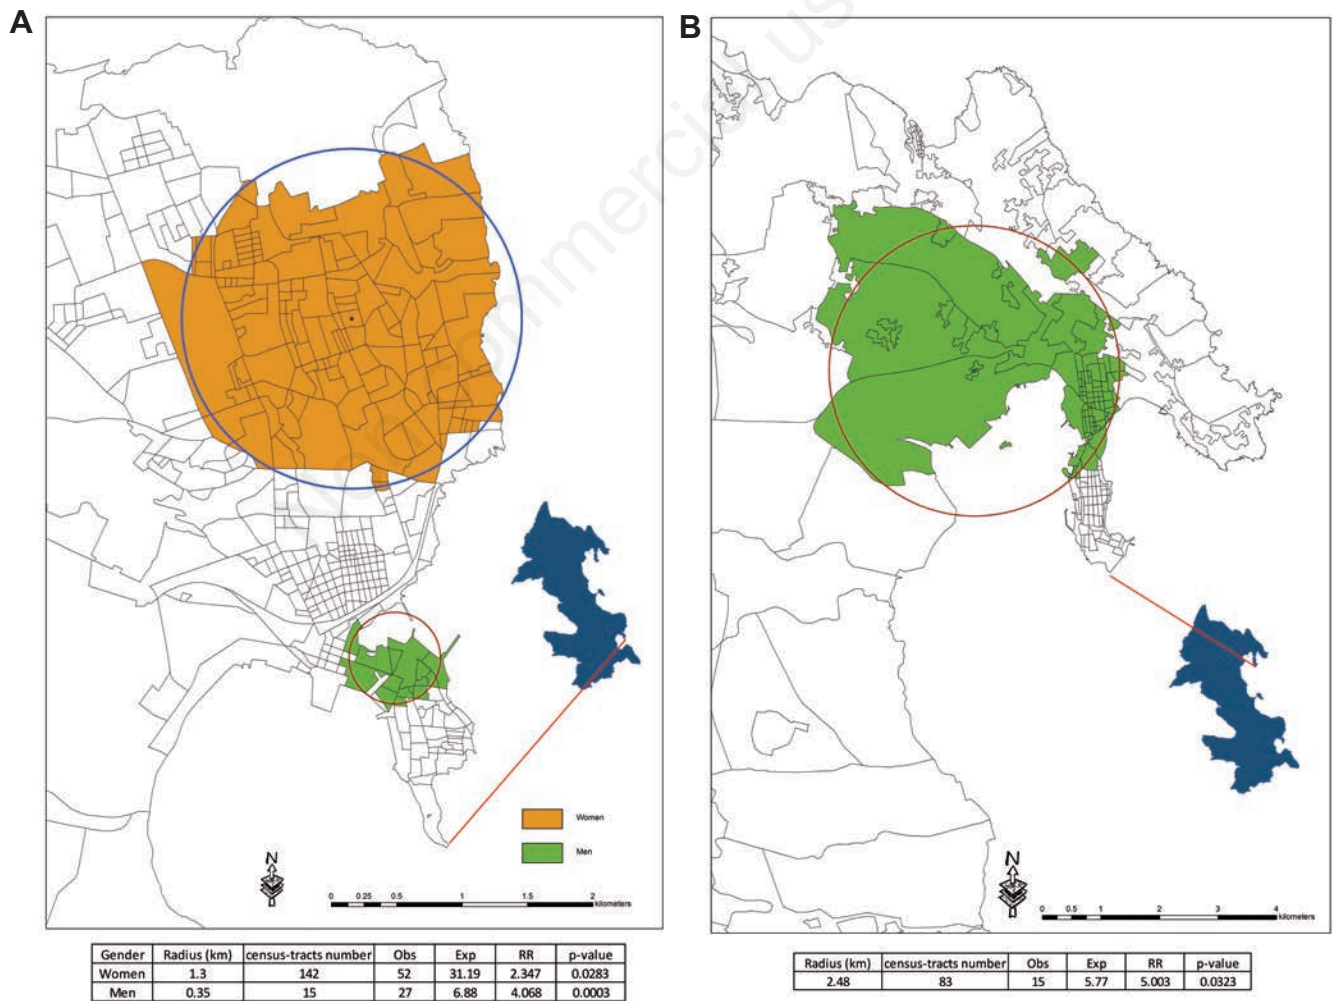 A
B
non commercial us
Women
Men
N
0 0.25 0.5 1 1.5 2
kilometers
N
0 0.5 1 2 3 4
kilometers
Gender Radius (km) census-tracts number Obs Exp RR p-value
Women 1.3 142 52 31.19 2.347 0.0283
Men 0.35 15 27 6.88 4.068 0.0003
Radius (km) census-tracts number Obs Exp RR p-value
2.48 83 15 5.77 5.003 0.0323